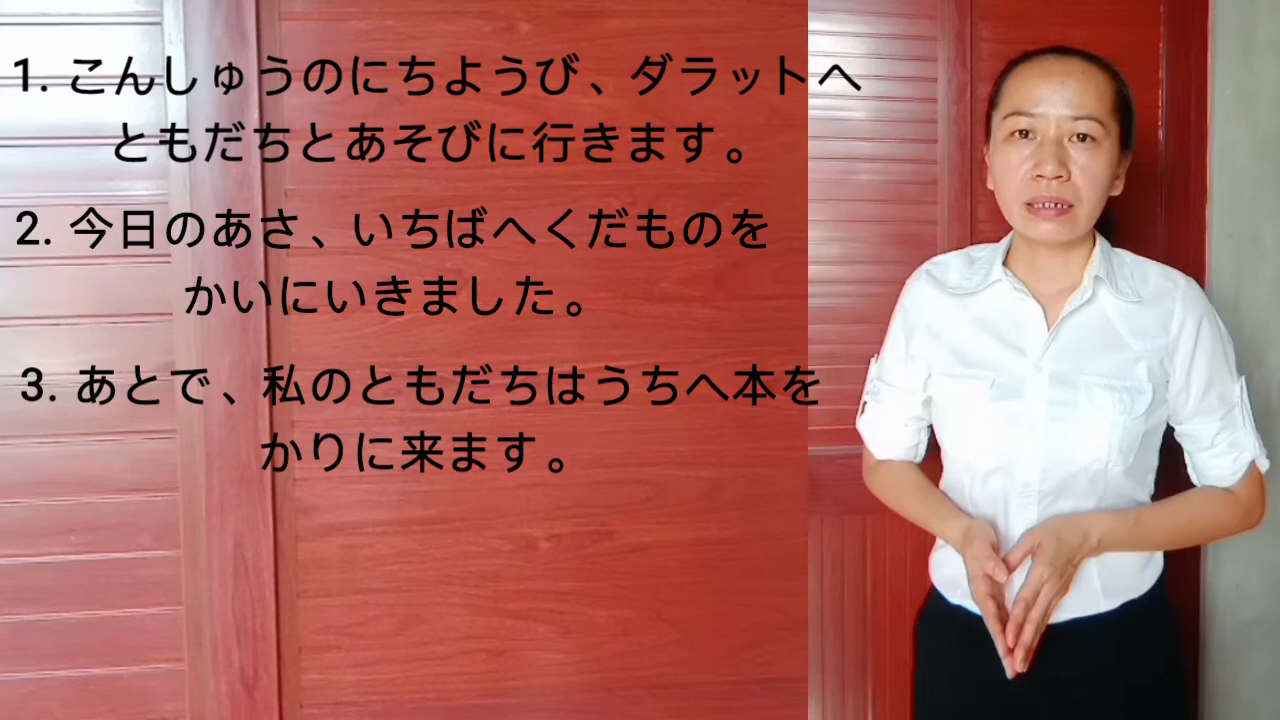 1. こんしゅうのにちようび、ダラットへ
ともだちとあそびに行きます。
2. 今日のあさ、いちばへくだものを
かいにいきました。
3. あとで、私のともだちはうちへ本を
かりに来ます。